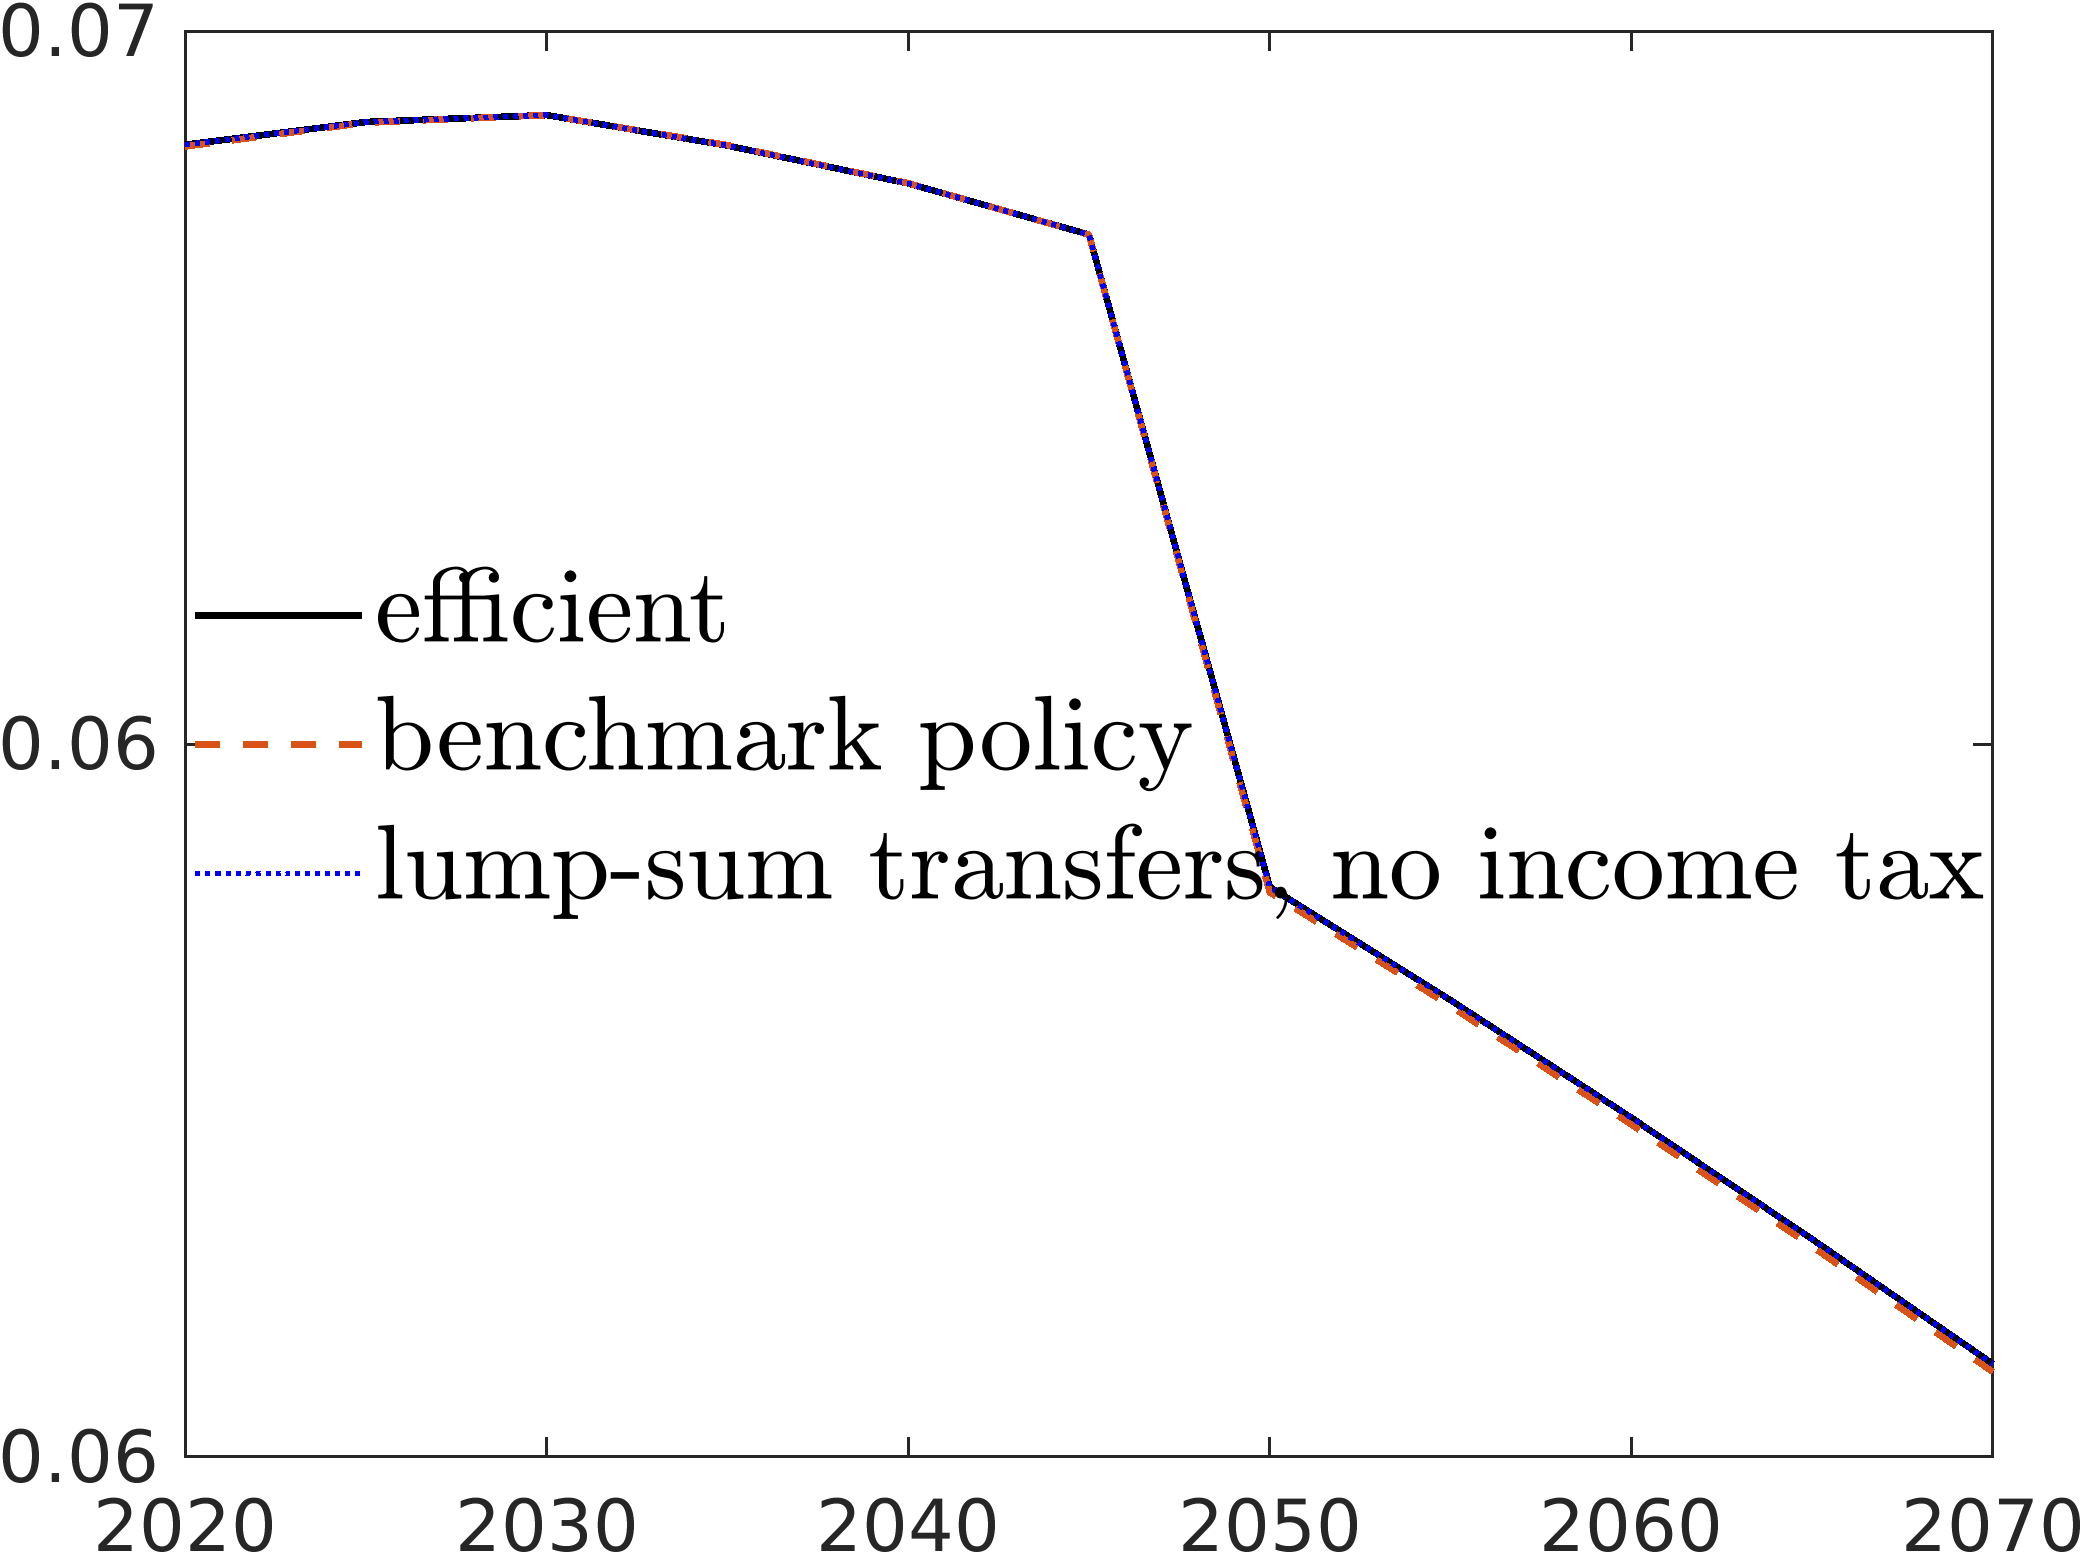 0.07
efficient
0.06
benchmark policy
lump-sum transfers, no income tax
0.06
2020 2030 2040 2050 2060 2070